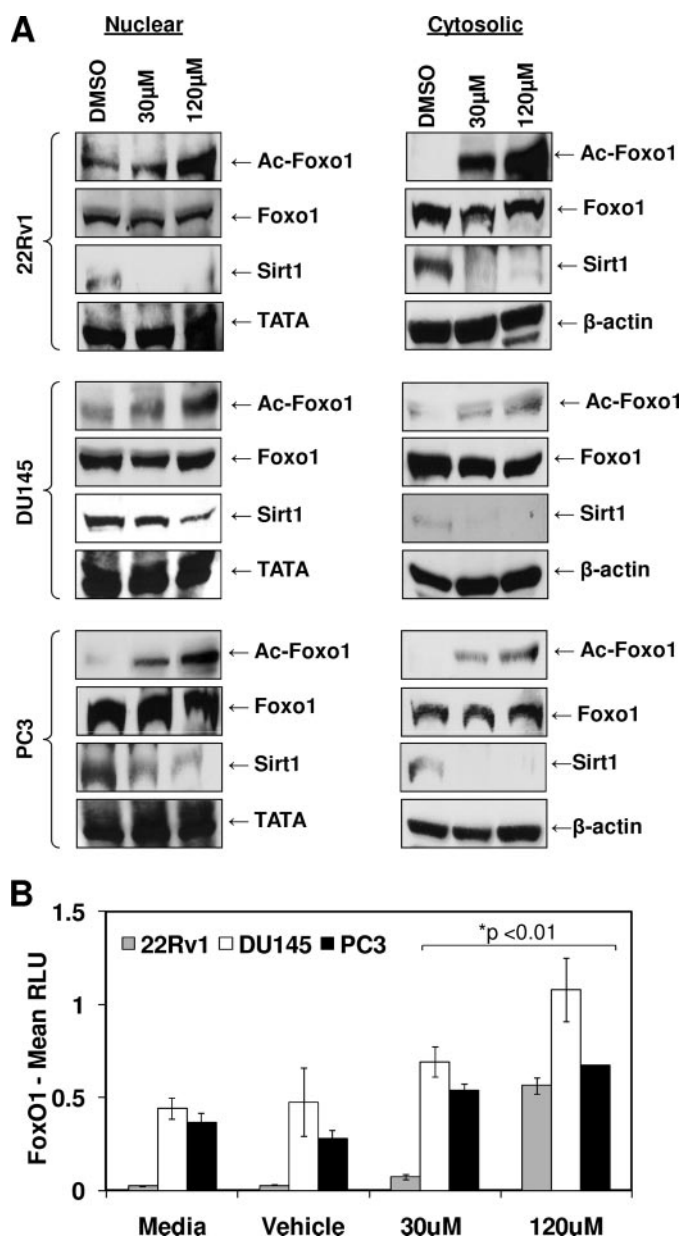 A
Nuclear
Cytosolic
DMSO
30µM
120µM
DMSO
30µM
120µM
22Rv1
← Ac-Foxo1
← Foxo1
← Sirt1
← TATA
← Ac-Foxo1
← Foxo1
← Sirt1
← β-actin
DU145
← Ac-Foxo1
← Foxo1
← Sirt1
← TATA
← Ac-Foxo1
← Foxo1
← Sirt1
← β-actin
PC3
← Ac-Foxo1
← Foxo1
← Sirt1
← TATA
← Ac-Foxo1
← Foxo1
←Sirt1
←β-actin
B
FoxO1 - Mean RLU
1.5
1
0.5
0
22Rv1 DU145 PC3
*p <0.01
Media Vehicle 30uM 120uM